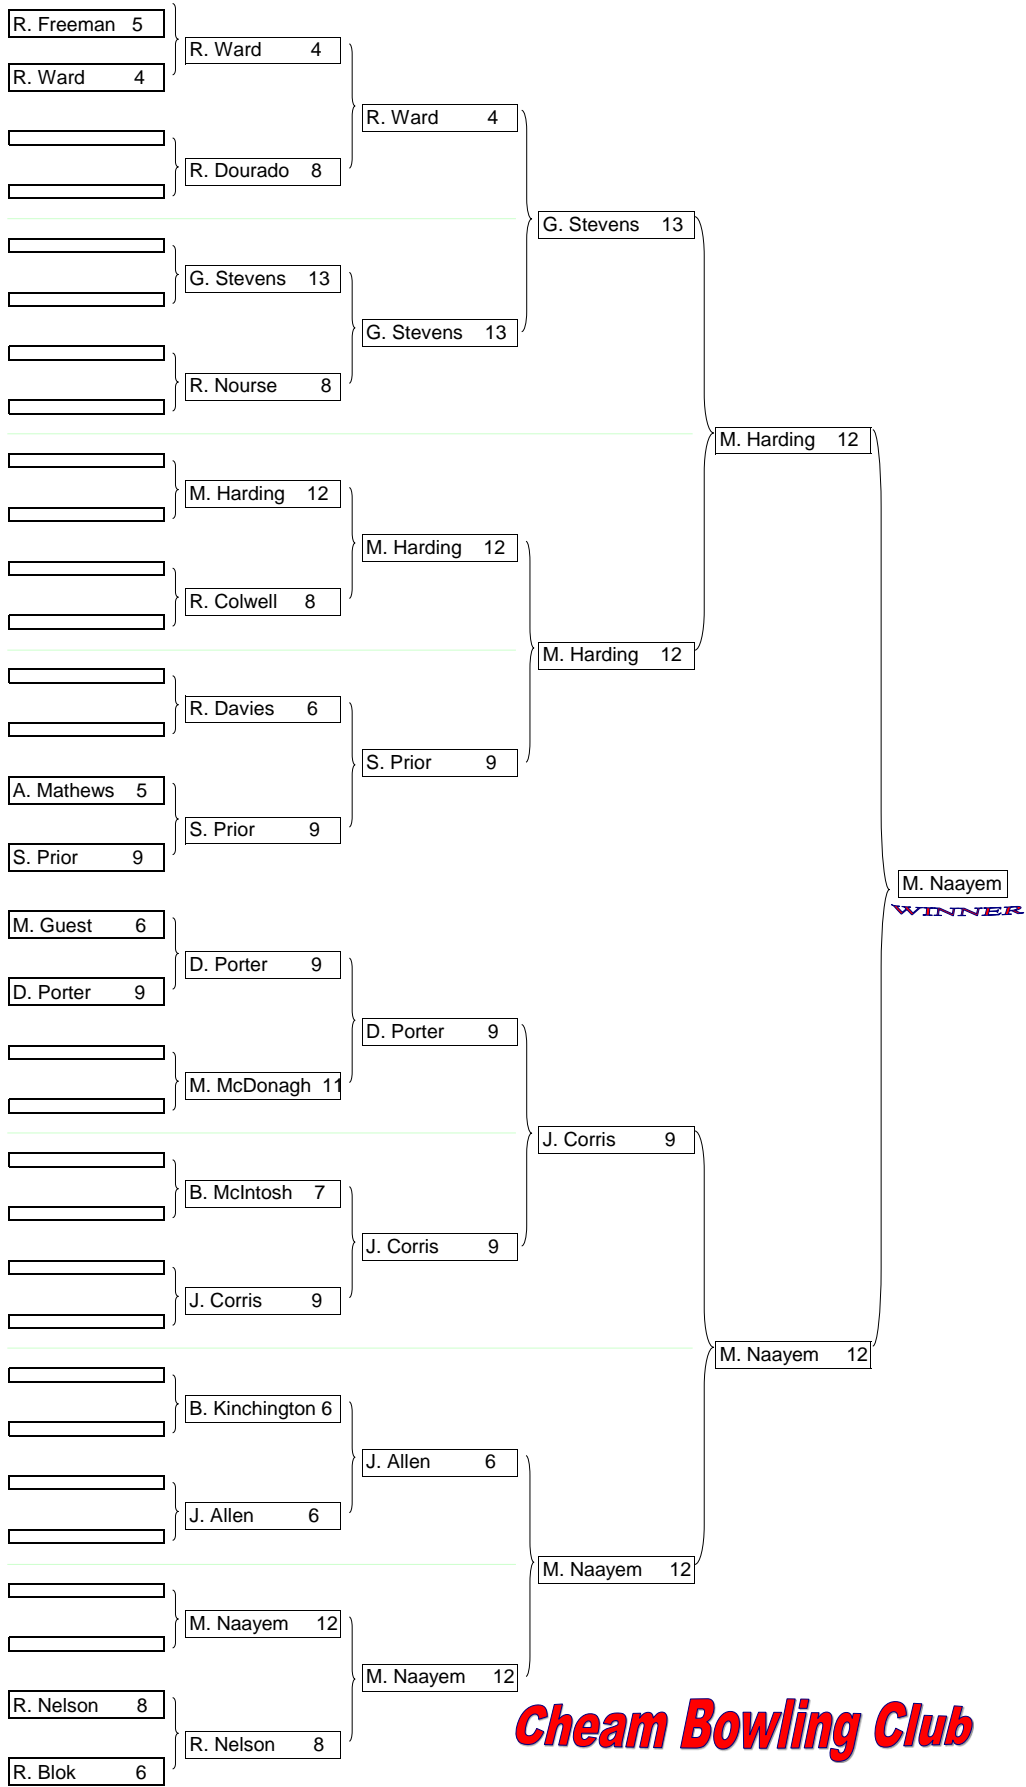 R. Freeman 5
R. Ward 4
R. Ward 4
R. Ward 4
R. Dourado 8
G. Stevens 13
G. Stevens 13
G. Stevens 13
R. Nourse 8
M. Harding 12
M. Harding 12
M. Harding 12
R. Colwell 8
M. Harding 12
R. Davies 6
S. Prior 9
A. Mathews 5
S. Prior 9
S. Prior 9
M. Naayem
WINNER
M. Guest 6
D. Porter 9
D. Porter 9
D. Porter 9
M. McDonagh 11
J. Corris 9
B. McIntosh 7
J. Corris 9
J. Corris 9
M. Naayem 12
B. Kinchington 6
J. Allen 6
J. Allen 6
M. Naayem 12
M. Naayem 12
M. Naayem 12
R. Nelson 8
R. Nelson 8
R. Blok 6
Cheam Bowling Club